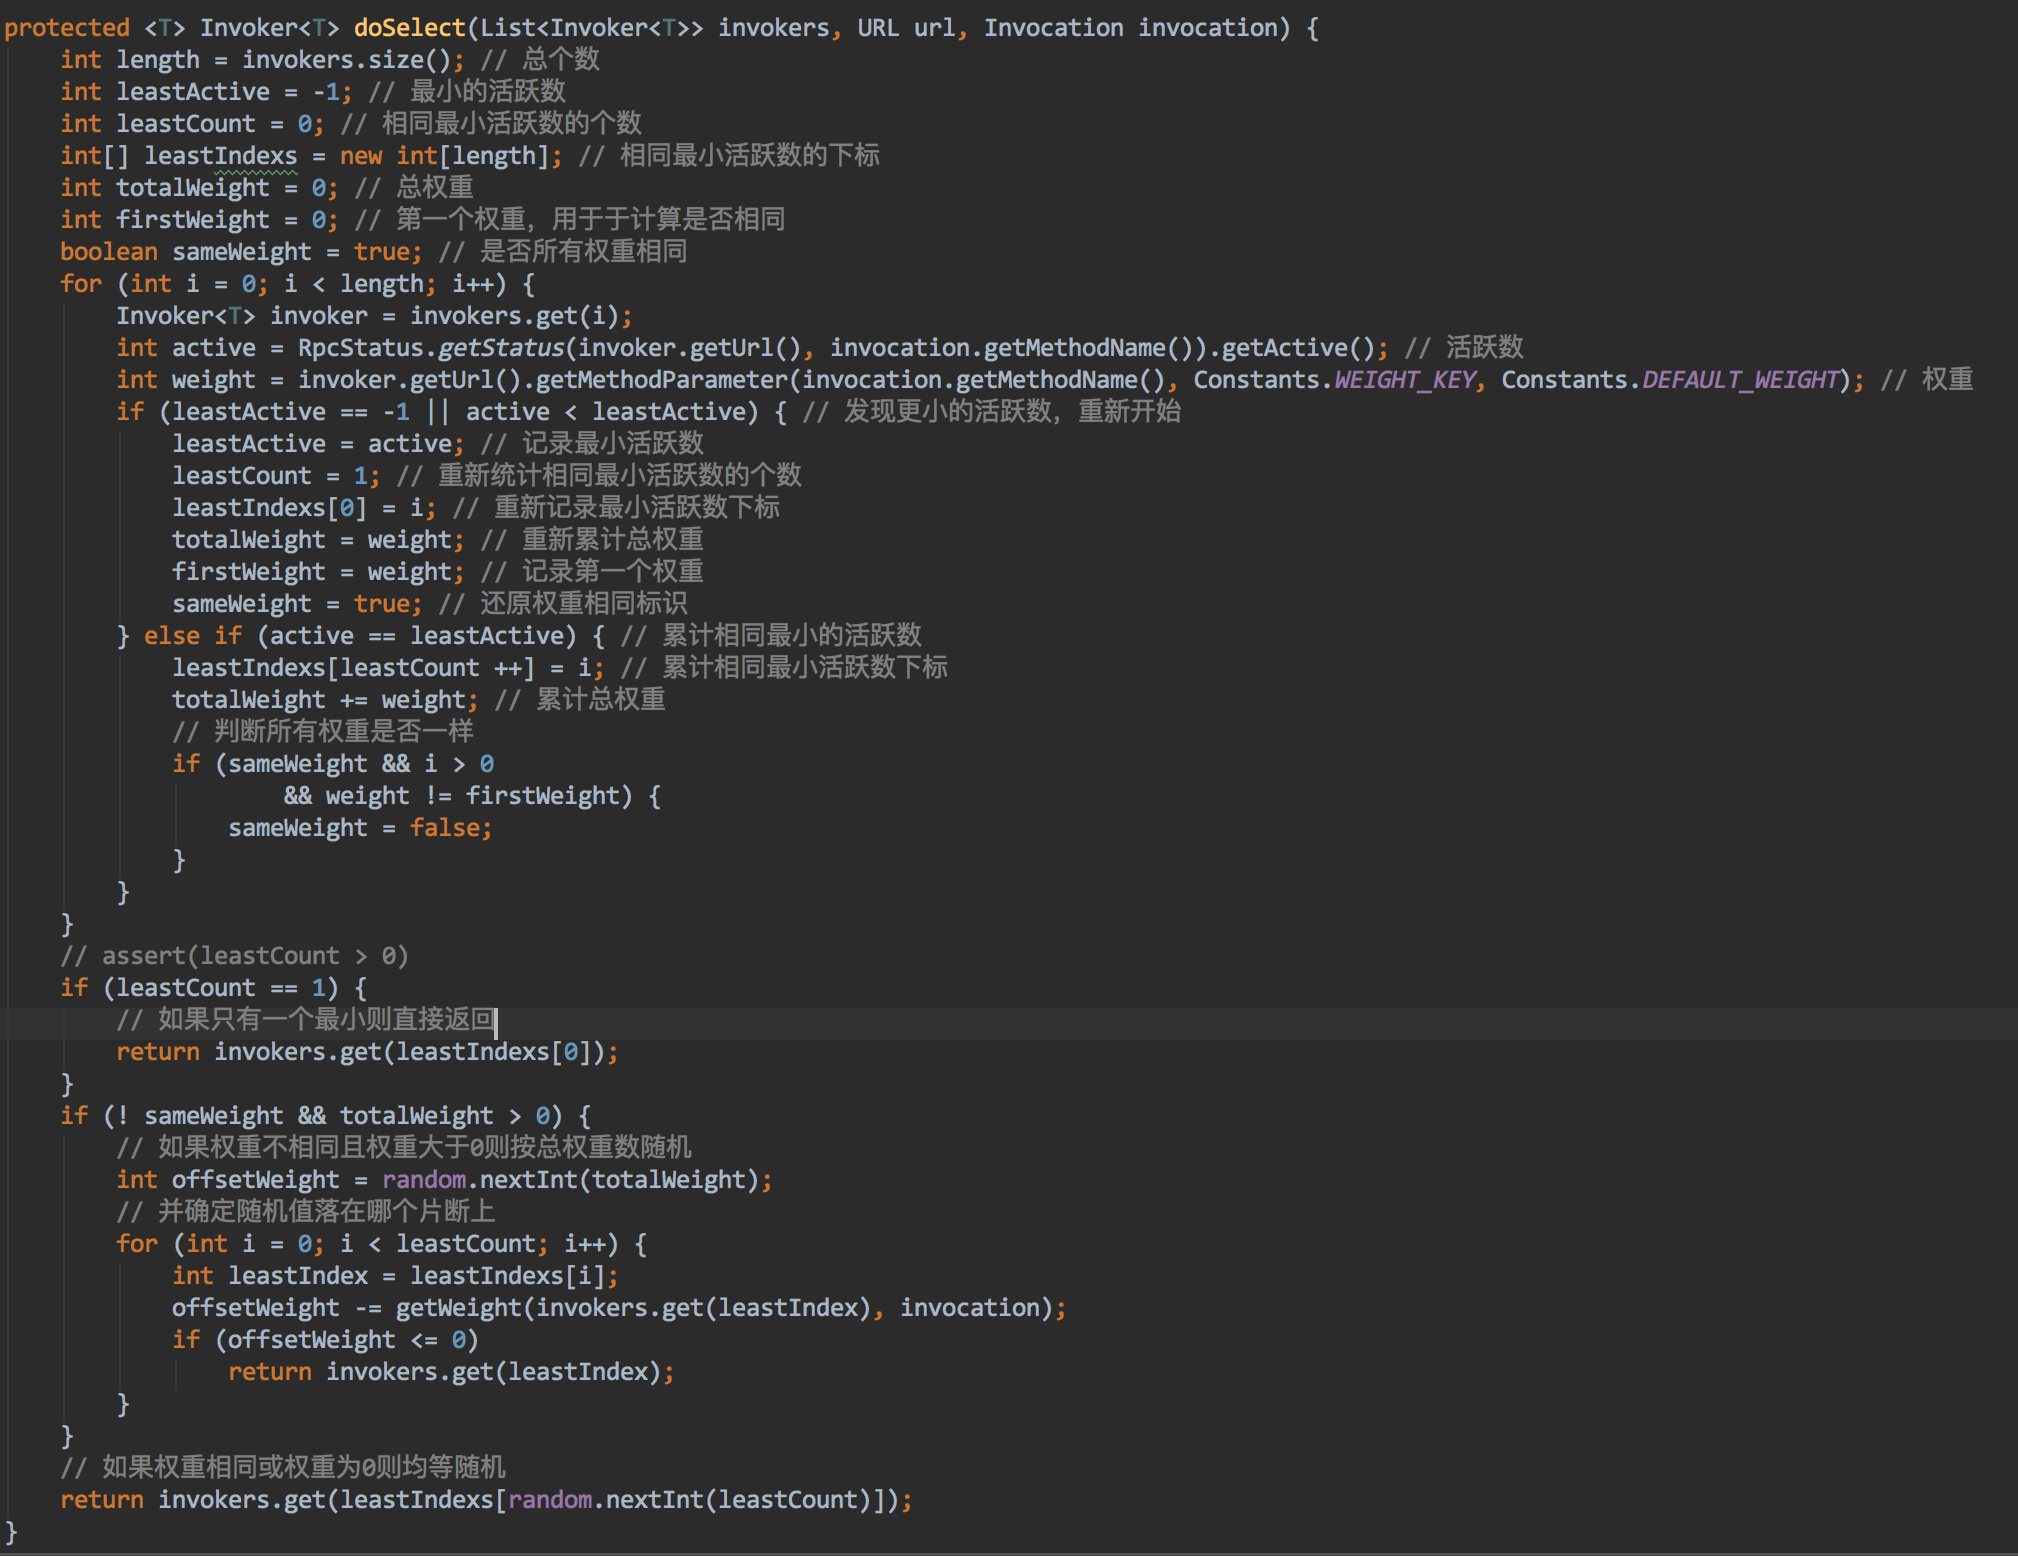 protected <T> Invoker<T> doSelect(List<Invoker<T>> invokers, URL url, Invocation invocation) {
    int length = invokers.size(); // 总个数
    int leastActive = -1; // 最小的活跃数
    int leastCount = 0; // 相同最小活跃数的个数
    int[] leastIndexs = new int[length]; // 相同最小活跃数的下标
    int totalWeight = 0; // 总权重
    int firstWeight = 0; // 第一个权重，用于于计算是否相同
    boolean sameWeight = true; // 是否所有权重相同
    for (int i = 0; i < length; i++) {
        Invoker<T> invoker = invokers.get(i);
        int active = RpcStatus.getStatus(invoker.getUrl(), invocation.getMethodName()).getActive(); // 活跃数
        int weight = invoker.getUrl().getMethodParameter(invocation.getMethodName(), Constants.WEIGHT_KEY, Constants.DEFAULT_WEIGHT); // 权重
        if (leastActive == -1 || active < leastActive) { // 发现更小的活跃数，重新开始
            leastActive = active; // 记录最小活跃数
            leastCount = 1; // 重新统计相同最小活跃数的个数
            leastIndexs[0] = i; // 重新记录最小活跃数下标
            totalWeight = weight; // 重新累计总权重
            firstWeight = weight; // 记录第一个权重
            sameWeight = true; // 还原权重相同标识
        } else if (active == leastActive) { // 累计相同最小的活跃数
            leastIndexs[leastCount ++] = i; // 累计相同最小活跃数下标
            totalWeight += weight; // 累计总权重
            // 判断所有权重是否一样
            if (sameWeight && i > 0
                    && weight != firstWeight) {
                sameWeight = false;
            }
        }
    }
    // assert(leastCount > 0)
    if (leastCount == 1) {
        // 如果只有一个最小则直接返回
        return invokers.get(leastIndexs[0]);
    }
    if (! sameWeight && totalWeight > 0) {
        // 如果权重不相同且权重大于0则按总权重数随机
        int offsetWeight = random.nextInt(totalWeight);
        // 并确定随机值落在哪个片断上
        for (int i = 0; i < leastCount; i++) {
            int leastIndex = leastIndexs[i];
            offsetWeight -= getWeight(invokers.get(leastIndex), invocation);
            if (offsetWeight <= 0)
                return invokers.get(leastIndex);
        }
    }
    // 如果权重相同或权重为0则均等随机
    return invokers.get(leastIndexs[random.nextInt(leastCount)]);
}